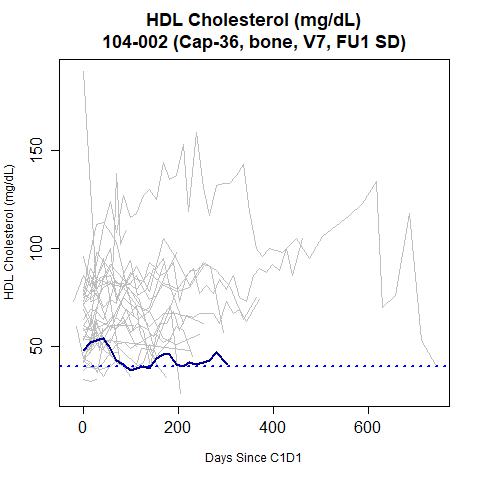 HDL Cholesterol (mg/dL)
104-002 (Cap-36, bone, V7, FU1 SD)
HDL Cholesterol (mg/dL)
150
100
50
0 200 400 600
Days Since C1D1